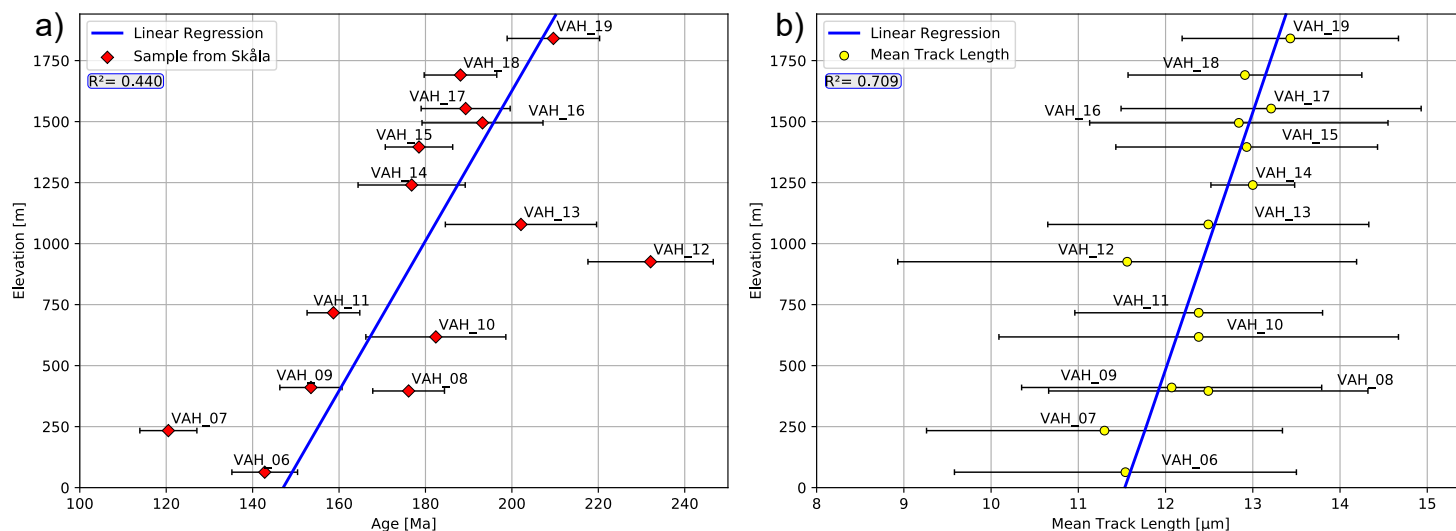 a)
Linear Regression
Sample from Skåla
R²= 0.440
VAH_19
VAH_18
VAH_17
VAH_16
VAH_15
VAH_14
VAH_13
VAH_12
VAH_11
VAH_10
VAH_09
VAH_08
VAH_07
VAH_06
1750
1500
1250
1000
750
500
250
0
Elevation [m]
100 120 140 160 180 200 220 240
Age [Ma]
b)
Linear Regression
Mean Track Length
R²= 0.709
VAH_19
VAH_18
VAH_17
VAH_16
VAH_15
VAH_14
VAH_13
VAH_12
VAH_11
VAH_10
VAH_09
VAH_08
VAH_07
VAH_06
1750
1500
1250
1000
750
500
250
0
Elevation [m]
8 9 10 11 12 13 14 15
Mean Track Length [μm]